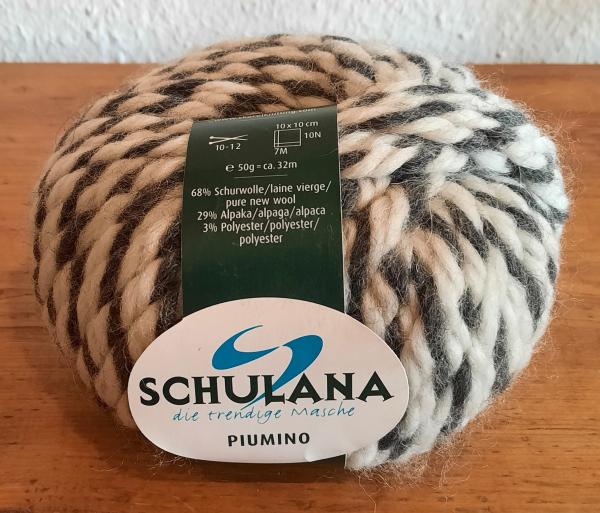 10 x 10 cm
10N
10-12
7M
e 50g = ca. 32m
68% Schurwolle/laine vierge/
pure new wool
29% Alpaka/alpaga/alpaca
3% Polyester/polyester/
polyester
SCHULANA
die trendige Masche
PIUMINO